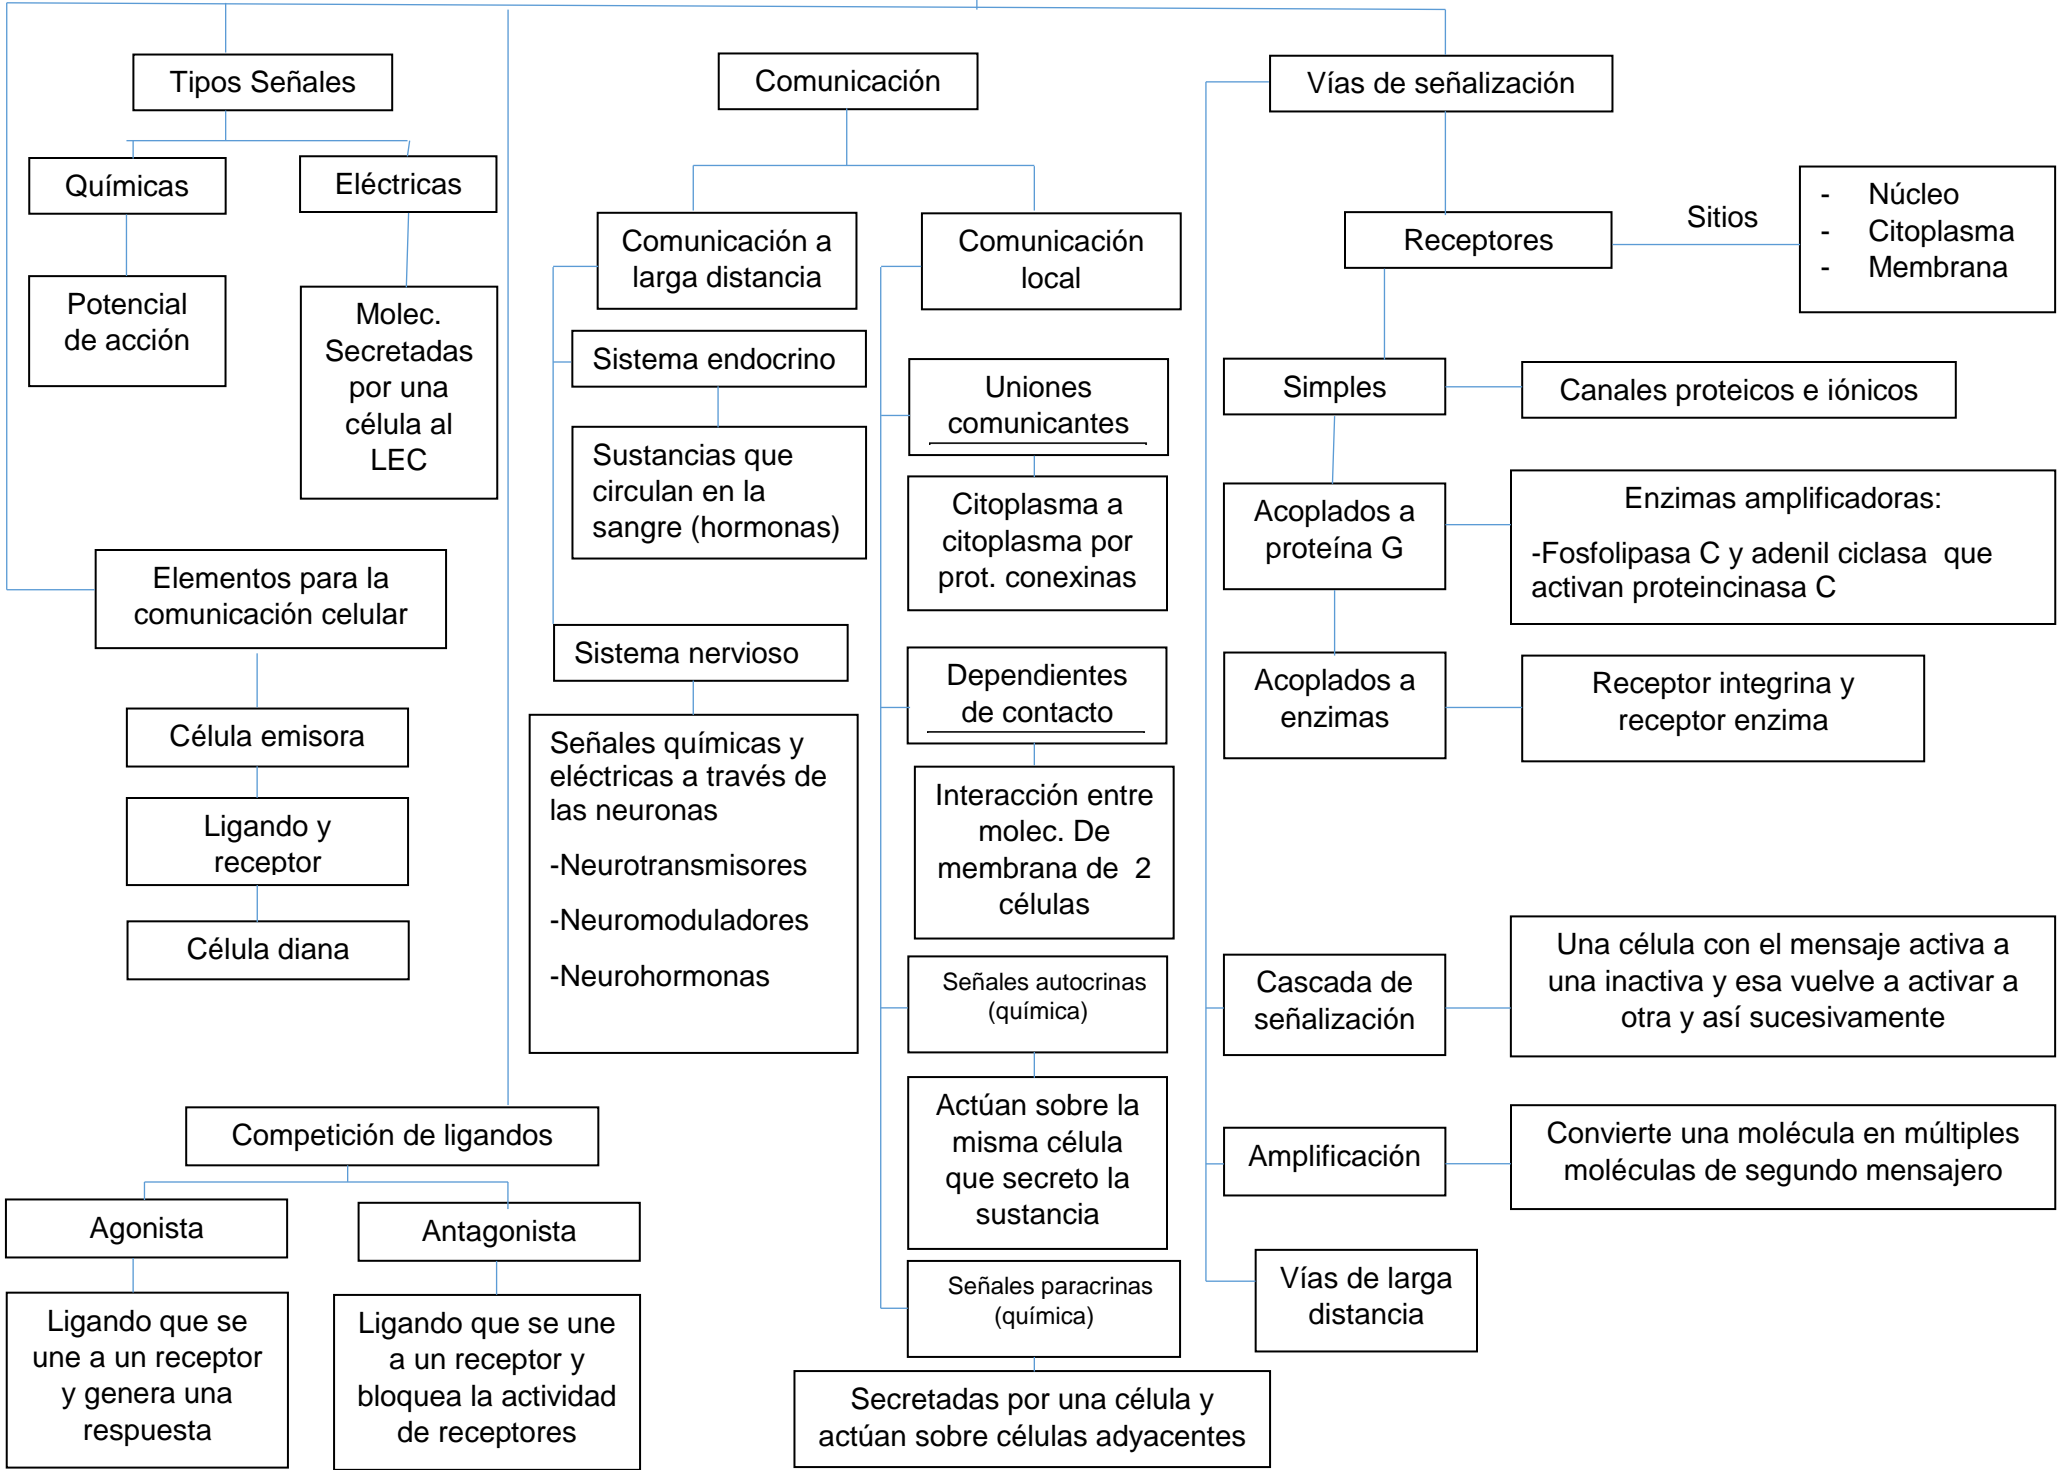 Tipos Señales
Químicas
Eléctricas
Potencial
de acción
Molec.
Secretadas
por una
célula al
LEC
Elementos para la
comunicación celular
Célula emisora
Ligando y
receptor
Célula diana
Competición de ligandos
Agonista
Antagonista
Ligando que se
une a un receptor
y genera una
respuesta
Ligando que se une
a un receptor y
bloquea la actividad
de receptores
Comunicación
Comunicación a
larga distancia
Sistema endocrino
Sustancias que
circulan en la
sangre (hormonas)
Sistema nervioso
Señales químicas y
eléctricas a través de
las neuronas
-Neurotransmisores
-Neuromoduladores
-Neurohormonas
Comunicación
local
Uniones
comunicantes
Citoplasma a
citoplasma por
prot. conexinas
Dependientes
de contacto
Interacción entre
molec. De
membrana de 2
células
Señales autocrinas
(química)
Actúan sobre la
misma célula
que secreto la
sustancia
Señales paracrinas
(química)
Secretadas por una célula y
actúan sobre células adyacentes
Vías de señalización
Receptores
Sitios
- Núcleo
- Citoplasma
- Membrana
Simples
Canales proteicos e iónicos
Acoplados a
proteína G
Enzimas amplificadoras:
-Fosfolipasa C y adenil ciclasa que
activan proteincinasa C
Acoplados a
enzimas
Receptor integrina y
receptor enzima
Cascada de
señalización
Una célula con el mensaje activa a
una inactiva y esa vuelve a activar a
otra y así sucesivamente
Amplificación
Convierte una molécula en múltiples
moléculas de segundo mensajero
Vías de larga
distancia